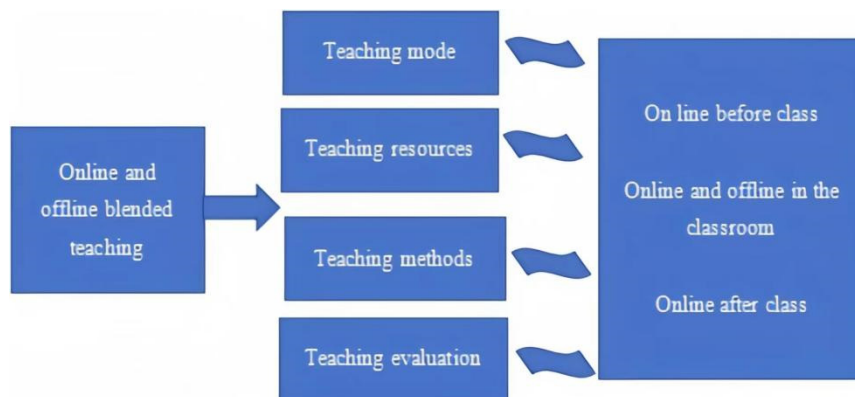 Online and
offline blended
teaching
Teaching mode
Teaching resources
Teaching methods
Teaching evaluation
On line before class
Online and offline in the
classroom
Online after class